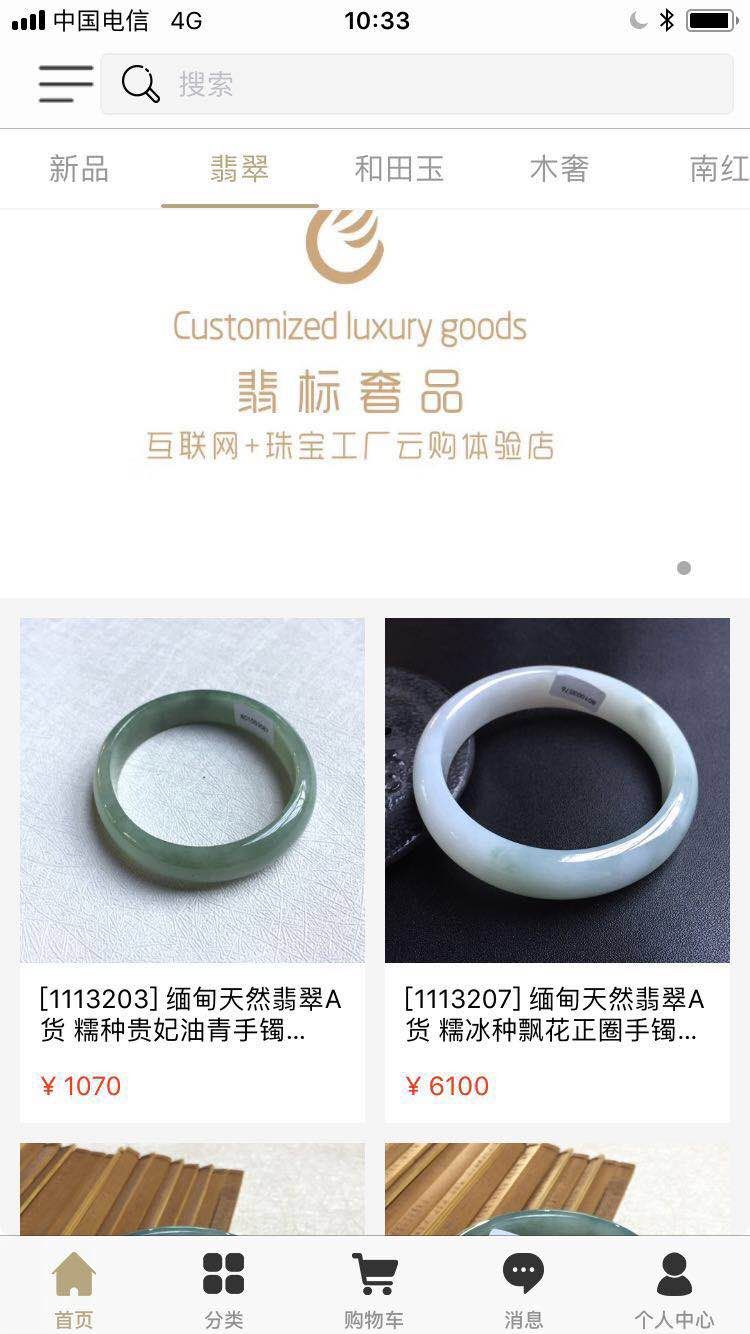 中国电信 4G 10:33
搜索
新品 翡翠 和田玉 木奢 南红
Customized luxury goods
翡标奢品
互联网+珠宝工厂云购体验店
[1113203] 缅甸天然翡翠A
货 糯种贵妃油青手镯...
¥ 1070
[1113207] 缅甸天然翡翠A
货 糯冰种飘花正圈手镯...
¥ 6100
首页 分类 购物车 消息 个人中心